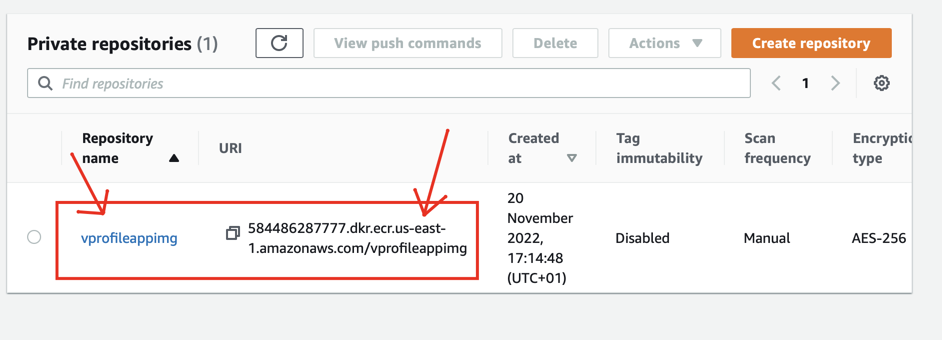 Private repositories (1)
View push commands
Delete
Actions
Create repository
Find repositories
1
Repository name
URI
Created at
Tag immutability
Scan frequency
Encryptic type
vprofileappimg
584486287777.dkr.ecr.us-east-
1.amazonaws.com/vprofileappimg
20
November
2022,
17:14:48
(UTC+01)
Disabled
Manual
AES-256